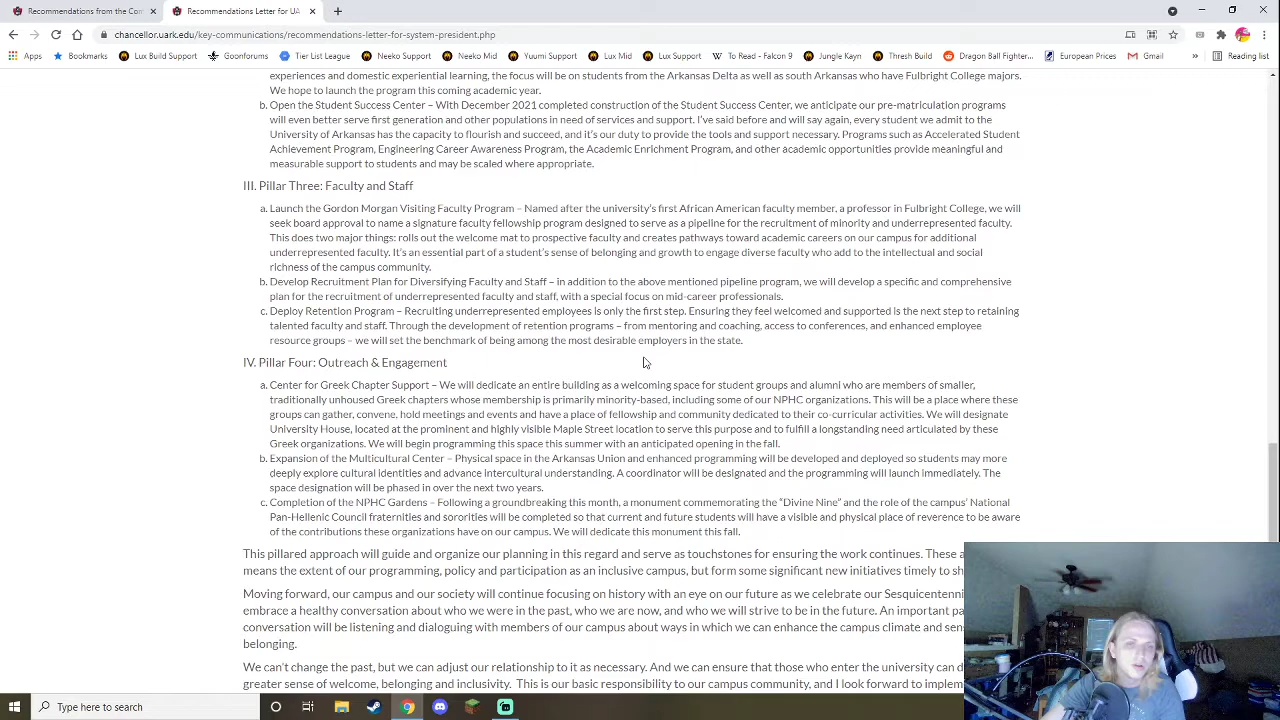 Recommendations from the Com
Recommendations Letter for UA
chancellor.uark.edu/key-communications/recommendations-letter-for-system-president.php
Apps
Bookmarks
Lux Build Support
Goonforums
Tier List League
Neeko Support
Neeko Mid
Yuumi Support
Lux Mid
Lux Support
To Read - Falcon 9
Jungle Kayn
Thresh Build
Dragon Ball Fighter...
European Prices
Gmail
»
Reading list
experiences and domestic experiential learning, the focus will be on students from the Arkansas Delta as well as south Arkansas who have Fulbright College majors.
We hope to launch the program this coming academic year.
b. Open the Student Success Center – With December 2021 completed construction of the Student Success Center, we anticipate our pre-matriculation programs
will even better serve first generation and other populations in need of services and support. I've said before and will say again, every student we admit to the
University of Arkansas has the capacity to flourish and succeed, and it's our duty to provide the tools and support necessary. Programs such as Accelerated Student
Achievement Program, Engineering Career Awareness Program, the Academic Enrichment Program, and other academic opportunities provide meaningful and
measurable support to students and may be scaled where appropriate.
III. Pillar Three: Faculty and Staff
a. Launch the Gordon Morgan Visiting Faculty Program – Named after the university's first African American faculty member, a professor in Fulbright College, we will
seek board approval to name a signature faculty fellowship program designed to serve as a pipeline for the recruitment of minority and underrepresented faculty.
This does two major things: rolls out the welcome mat to prospective faculty and creates pathways toward academic careers on our campus for additional
underrepresented faculty. It's an essential part of a student's sense of belonging and growth to engage diverse faculty who add to the intellectual and social
richness of the campus community.
b. Develop Recruitment Plan for Diversifying Faculty and Staff – in addition to the above mentioned pipeline program, we will develop a specific and comprehensive
plan for the recruitment of underrepresented faculty and staff, with a special focus on mid-career professionals.
c. Deploy Retention Program – Recruiting underrepresented employees is only the first step. Ensuring they feel welcomed and supported is the next step to retaining
talented faculty and staff. Through the development of retention programs – from mentoring and coaching, access to conferences, and enhanced employee
resource groups – we will set the benchmark of being among the most desirable employers in the state.
IV. Pillar Four: Outreach & Engagement
a. Center for Greek Chapter Support – We will dedicate an entire building as a welcoming space for student groups and alumni who are members of smaller,
traditionally unhoused Greek chapters whose membership is primarily minority-based, including some of our NPHC organizations. This will be a place where these
groups can gather, convene. hold meetings and events and have a place of fellowship and community dedicated to their co-curricular activities. We will designate
University House, located at the prominent and highly visible Maple Street location to serve this purpose and to fulfill a longstanding need articulated by these
Greek organizations. We will begin programming this space this summer with an anticipated opening in the fall.
b. Expansion of the Multicultural Center – Physical space in the Arkansas Union and enhanced programming will be developed and deployed so students may more
deeply explore cultural identities and advance intercultural understanding. A coordinator will be designated and the programming will launch immediately. The
space designation will be phased in over the next two years.
c. Completion of the NPHC Gardens – Following a groundbreaking this month, a monument commemorating the “Divine Nine” and the role of the campus' National
Pan-Hellenic Council fraternities and sororities will be completed so that current and future students will have a visible and physical place of reverence to be aware
of the contributions these organizations have on our campus. We will dedicate this monument this fall.
This pillared approach will guide and organize our planning in this regard and serve as touchstones for ensuring the work continues. These a
means the extent of our programming, policy and participation as an inclusive campus, but form some significant new initiatives timely to sh
Moving forward, our campus and our society will continue focusing on history with an eye on our future as we celebrate our Sesquicentenni
embrace a healthy conversation about who we were in the past, who we are now, and who we will strive to be in the future. An important pa
conversation will be listening and dialoguing with members of our campus about ways in which we can enhance the campus climate and sens
belonging.
We can't change the past, but we can adjust our relationship to it as necessary. And we can ensure that those who enter the university can d
greater sense of welcome, belonging and inclusivity. This is our basic responsibility to our campus community, and I look forward to implem
Type here to search